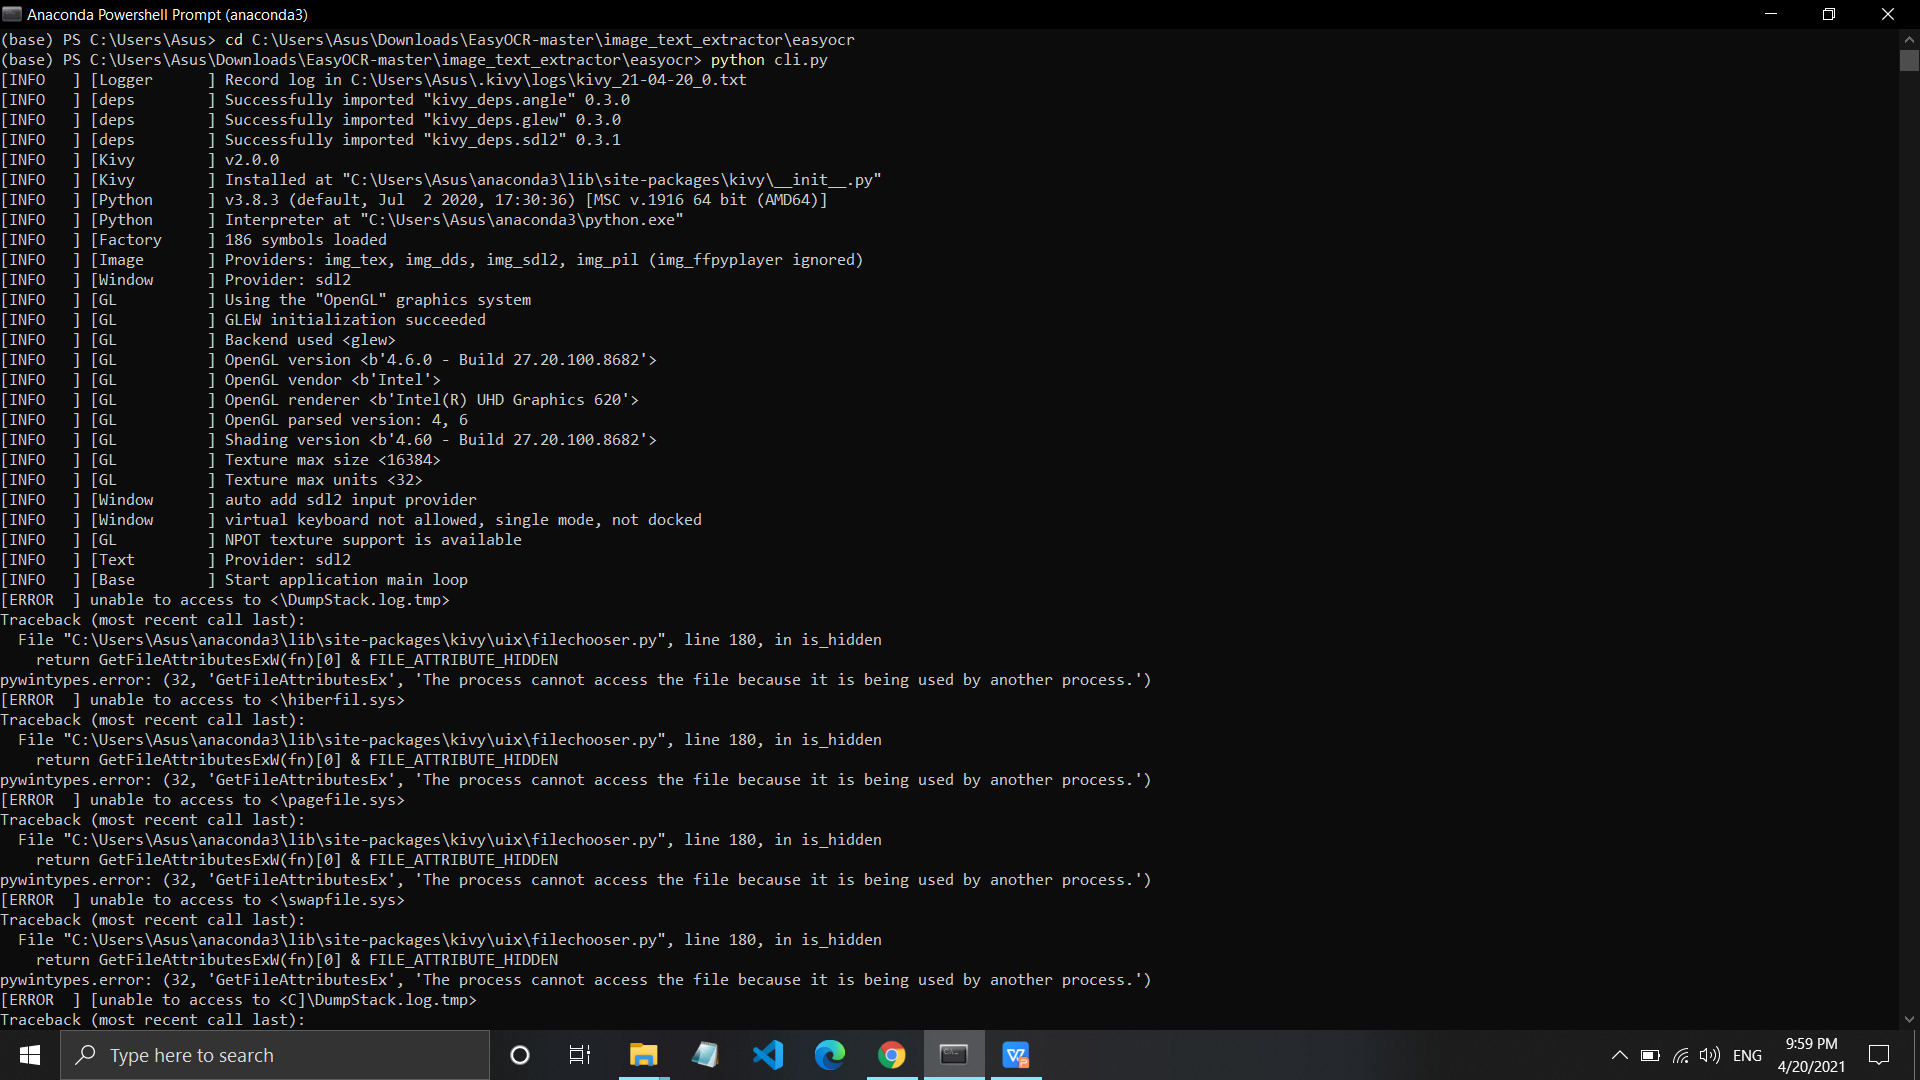 Anaconda Powershell Prompt (anaconda3)
(base) PS C:\Users\Asus> cd C:\Users\Asus\Downloads\EasyOCR-master\image_text_extractor\easyocr
(base) PS C:\Users\Asus\Downloads\EasyOCR-master\image_text_extractor\easyocr> python cli.py
[INFO   ] [Logger      ] Record log in C:\Users\Asus\.kivy\logs\kivy_21-04-20_0.txt
[INFO   ] [deps        ] Successfully imported "kivy_deps.angle" 0.3.0
[INFO   ] [deps        ] Successfully imported "kivy_deps.glew" 0.3.0
[INFO   ] [deps        ] Successfully imported "kivy_deps.sdl2" 0.3.1
[INFO   ] [Kivy        ] v2.0.0
[INFO   ] [Kivy        ] Installed at "C:\Users\Asus\anaconda3\lib\site-packages\kivy\__init__.py"
[INFO   ] [Python      ] v3.8.3 (default, Jul  2 2020, 17:30:36) [MSC v.1916 64 bit (AMD64)]
[INFO   ] [Python      ] Interpreter at "C:\Users\Asus\anaconda3\python.exe"
[INFO   ] [Factory     ] 186 symbols loaded
[INFO   ] [Image       ] Providers: img_tex, img_dds, img_sdl2, img_pil (img_ffpyplayer ignored)
[INFO   ] [Window      ] Provider: sdl2
[INFO   ] [GL          ] Using the "OpenGL" graphics system
[INFO   ] [GL          ] GLEW initialization succeeded
[INFO   ] [GL          ] Backend used <glew>
[INFO   ] [GL          ] OpenGL version <b'4.6.0 - Build 27.20.100.8682'>
[INFO   ] [GL          ] OpenGL vendor <b'Intel'>
[INFO   ] [GL          ] OpenGL renderer <b'Intel(R) UHD Graphics 620'>
[INFO   ] [GL          ] OpenGL parsed version: 4, 6
[INFO   ] [GL          ] Shading version <b'4.60 - Build 27.20.100.8682'>
[INFO   ] [GL          ] Texture max size <16384>
[INFO   ] [GL          ] Texture max units <32>
[INFO   ] [Window      ] auto add sdl2 input provider
[INFO   ] [Window      ] virtual keyboard not allowed, single mode, not docked
[INFO   ] [GL          ] NPOT texture support is available
[INFO   ] [Text        ] Provider: sdl2
[INFO   ] [Base        ] Start application main loop
[ERROR  ] unable to access to <\DumpStack.log.tmp>
Traceback (most recent call last):
  File "C:\Users\Asus\anaconda3\lib\site-packages\kivy\uix\filechooser.py", line 180, in is_hidden
    return GetFileAttributesExW(fn)[0] & FILE_ATTRIBUTE_HIDDEN
pywintypes.error: (32, 'GetFileAttributesEx', 'The process cannot access the file because it is being used by another process.')
[ERROR  ] unable to access to <\hiberfil.sys>
Traceback (most recent call last):
  File "C:\Users\Asus\anaconda3\lib\site-packages\kivy\uix\filechooser.py", line 180, in is_hidden
    return GetFileAttributesExW(fn)[0] & FILE_ATTRIBUTE_HIDDEN
pywintypes.error: (32, 'GetFileAttributesEx', 'The process cannot access the file because it is being used by another process.')
[ERROR  ] unable to access to <\pagefile.sys>
Traceback (most recent call last):
  File "C:\Users\Asus\anaconda3\lib\site-packages\kivy\uix\filechooser.py", line 180, in is_hidden
    return GetFileAttributesExW(fn)[0] & FILE_ATTRIBUTE_HIDDEN
pywintypes.error: (32, 'GetFileAttributesEx', 'The process cannot access the file because it is being used by another process.')
[ERROR  ] unable to access to <\swapfile.sys>
Traceback (most recent call last):
  File "C:\Users\Asus\anaconda3\lib\site-packages\kivy\uix\filechooser.py", line 180, in is_hidden
    return GetFileAttributesExW(fn)[0] & FILE_ATTRIBUTE_HIDDEN
pywintypes.error: (32, 'GetFileAttributesEx', 'The process cannot access the file because it is being used by another process.')
[ERROR  ] [unable to access to <C]\DumpStack.log.tmp>
Traceback (most recent call last):
Type here to search
ENG
9:59 PM
4/20/2021